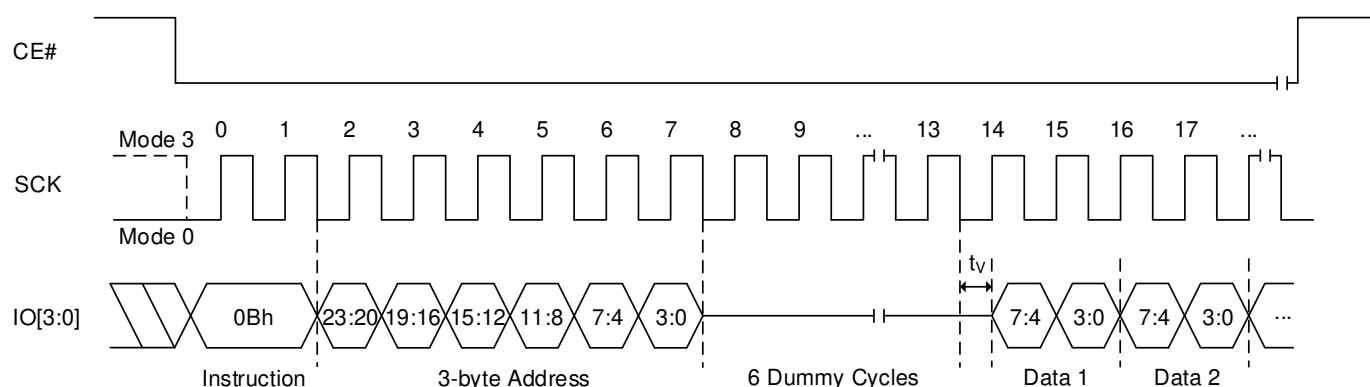 CE#
Mode 3 0 1 2 3 4 5 6 7 8 9 ... 13 14 15 16 17 ...
SCK
Mode 0
tV
IO[3:0] 0Bh 23:20 19:16 15:12 11:8 7:4 3:0 7:4 3:0 7:4 3:0 ...
Instruction 3-byte Address 6 Dummy Cycles Data 1 Data 2